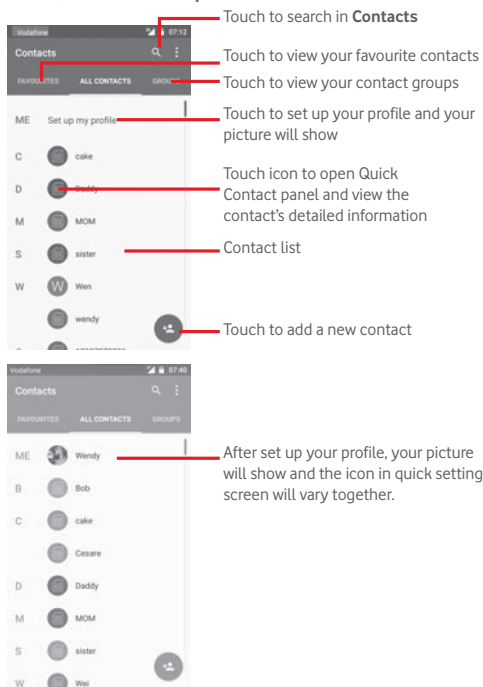 Touch to search in Contacts
Vodafone 07:12
Contacts
Touch to view your favourite contacts
FAVOURITES ALL CONTACTS GROUPS
Touch to view your contact groups
ME Set up my profile
Touch to set up your profile and your
picture will show
C cake
Touch icon to open Quick
Contact panel and view the
contact's detailed information
D Daddy
M MOM
Contact list
S sister
W Wen
wendy
Touch to add a new contact
Vodafone 07:40
Contacts
FAVOURITES ALL CONTACTS GROUPS
ME Wendy
After set up your profile, your picture
will show and the icon in quick setting
screen will vary together.
B Bob
C cake
Cesare
D Daddy
M MOM
S sister
W Wei